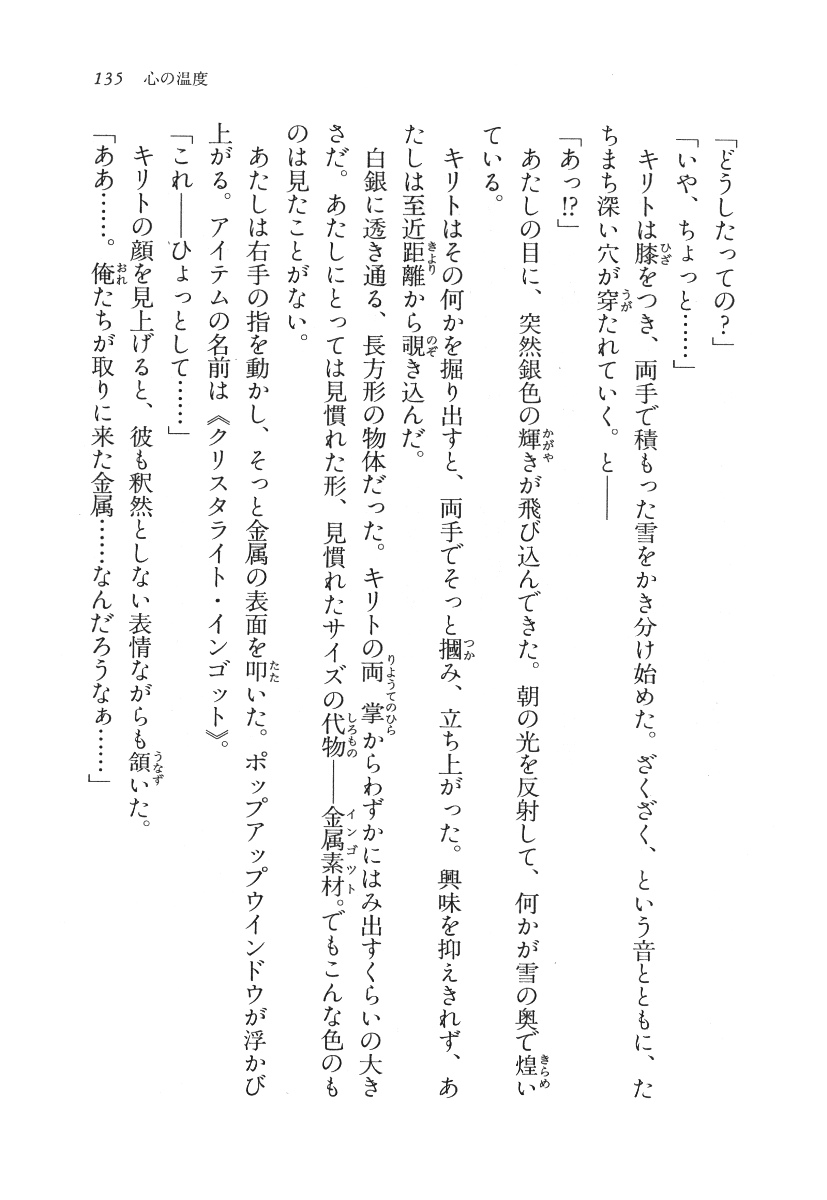 135　心の温度
「どうしたっての？」
「いや、ちょっと……」
　キリトは膝をつき、両手で積もった雪をかき分け始めた。ざくざく、という音とともに、た
ちまち深い穴が穿たれていく。と――
「あっ!?」
　あたしの目に、突然銀色の輝きが飛び込んできた。朝の光を反射して、何かが雪の奥で煌い
ている。
　キリトはその何かを掘り出すと、両手でそっと摑み、立ち上がった。興味を抑えきれず、あ
たしは至近距離から覗き込んだ。
　白銀に透き通る、長方形の物体だった。キリトの両掌からわずかにはみ出すくらいの大き
さだ。あたしにとっては見慣れた形、見慣れたサイズの代物――金属素材。でもこんな色のも
のは見たことがない。
　あたしは右手の指を動かし、そっと金属の表面を叩いた。ポップアップウインドウが浮かび
上がる。アイテムの名前は《クリスタライト・インゴット》。
「これ――ひょっとして……」
　キリトの顔を見上げると、彼も釈然としない表情ながらも頷いた。
「ああ……。俺たちが取りに来た金属……なんだろうなぁ……」